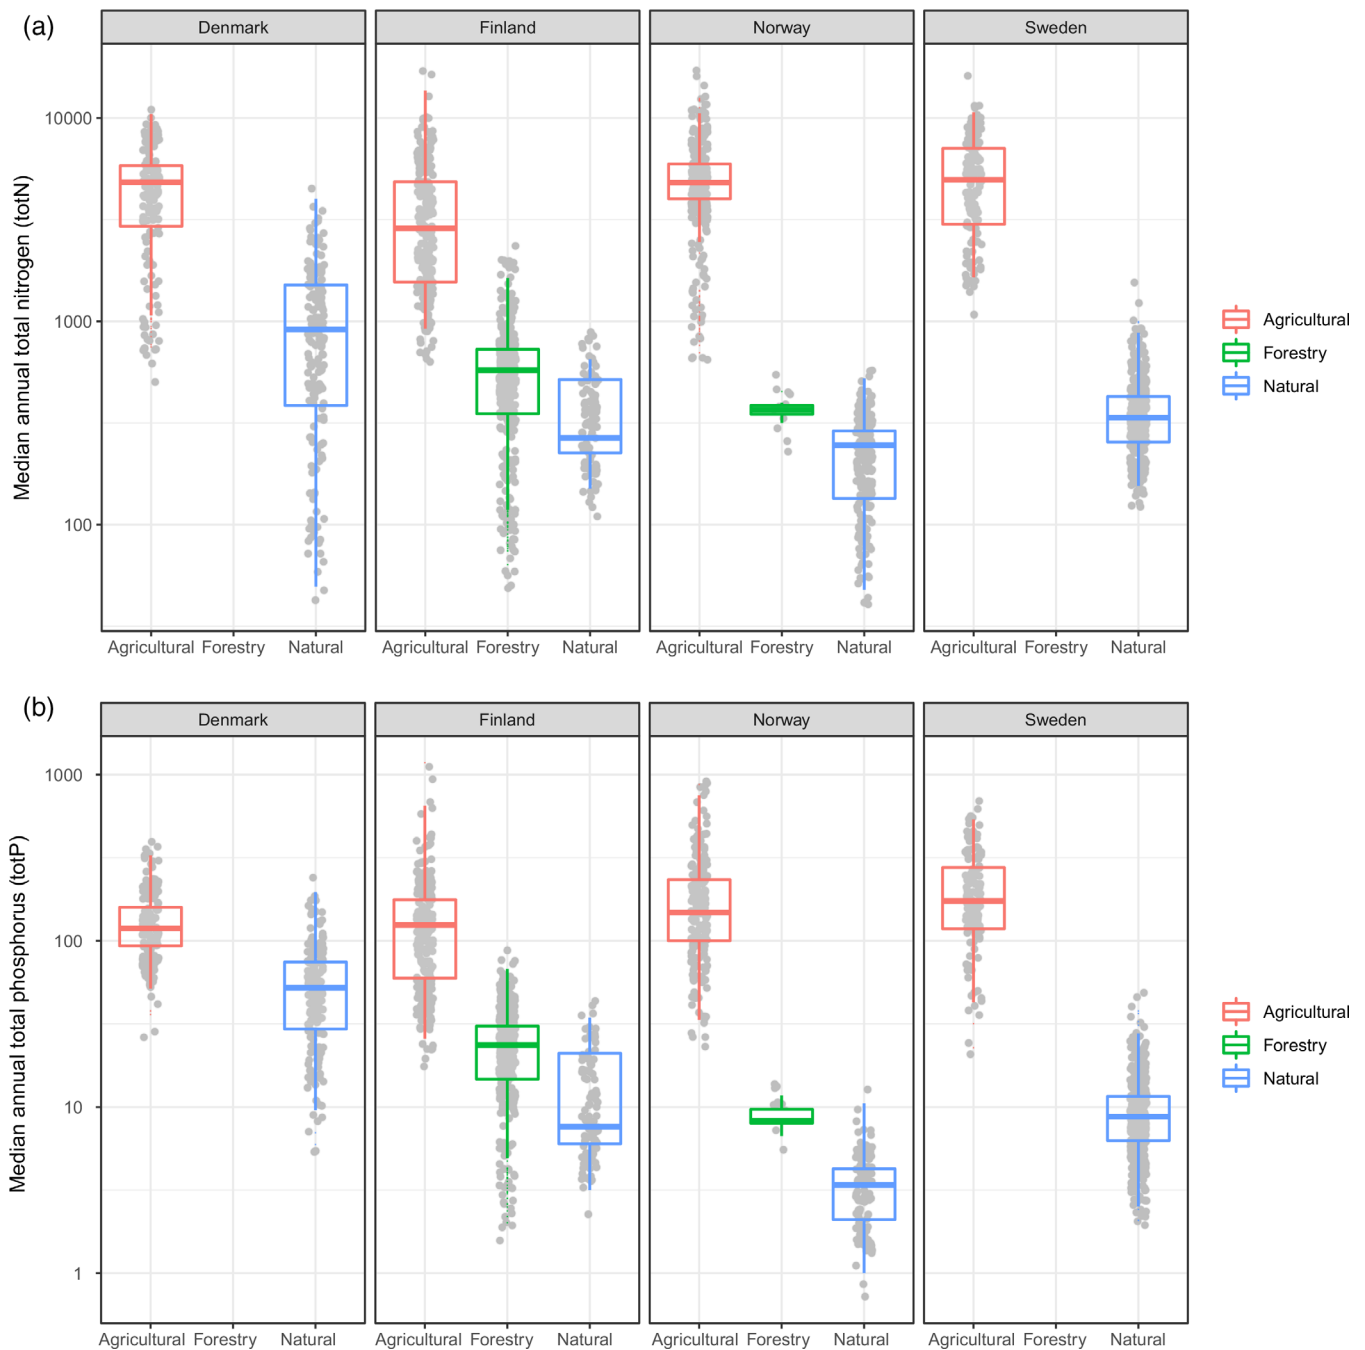 (a)
Denmark Finland Norway Sweden
Median annual total nitrogen (totN)
10000
1000
100
Agricultural Forestry Natural Agricultural Forestry Natural Agricultural Forestry Natural Agricultural Forestry Natural
Agricultural
Forestry
Natural
(b)
Denmark Finland Norway Sweden
Median annual total phosphorus (totP)
1000
100
10
1
Agricultural Forestry Natural Agricultural Forestry Natural Agricultural Forestry Natural Agricultural Forestry Natural
Agricultural
Forestry
Natural